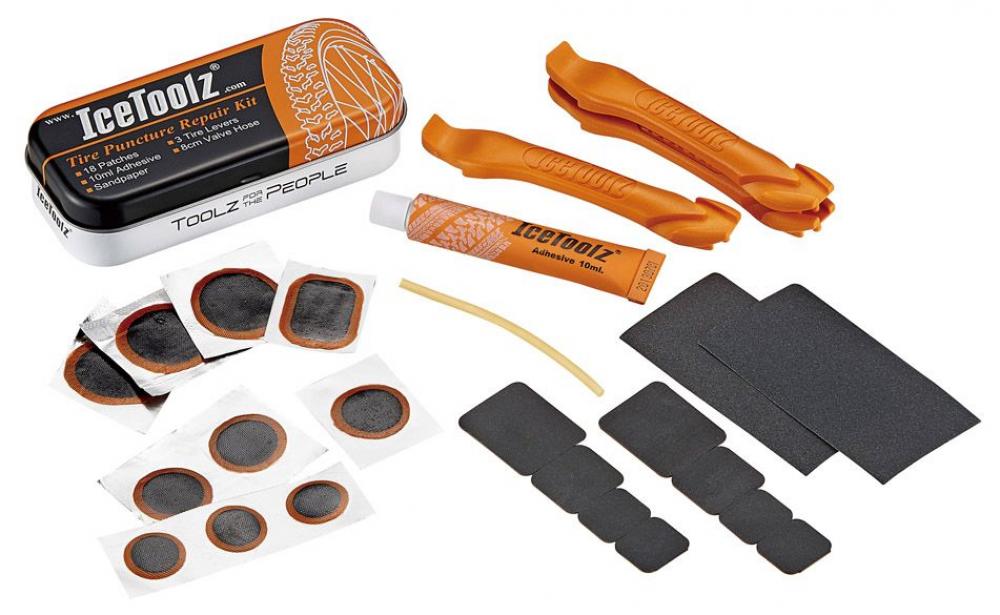 www.IceToolz®.com
Tire Puncture Repair Kit
▪ 18 Patches ▪ 3 Tire Levers
▪ 10ml Adhesive ▪ 8cm Valve Hose
▪ Sandpaper
IceToolz®
TOOLZ FOR THE PEOPLE
ICETOOLZ
IceToolz
IceToolz®
Adhesive 10ml.